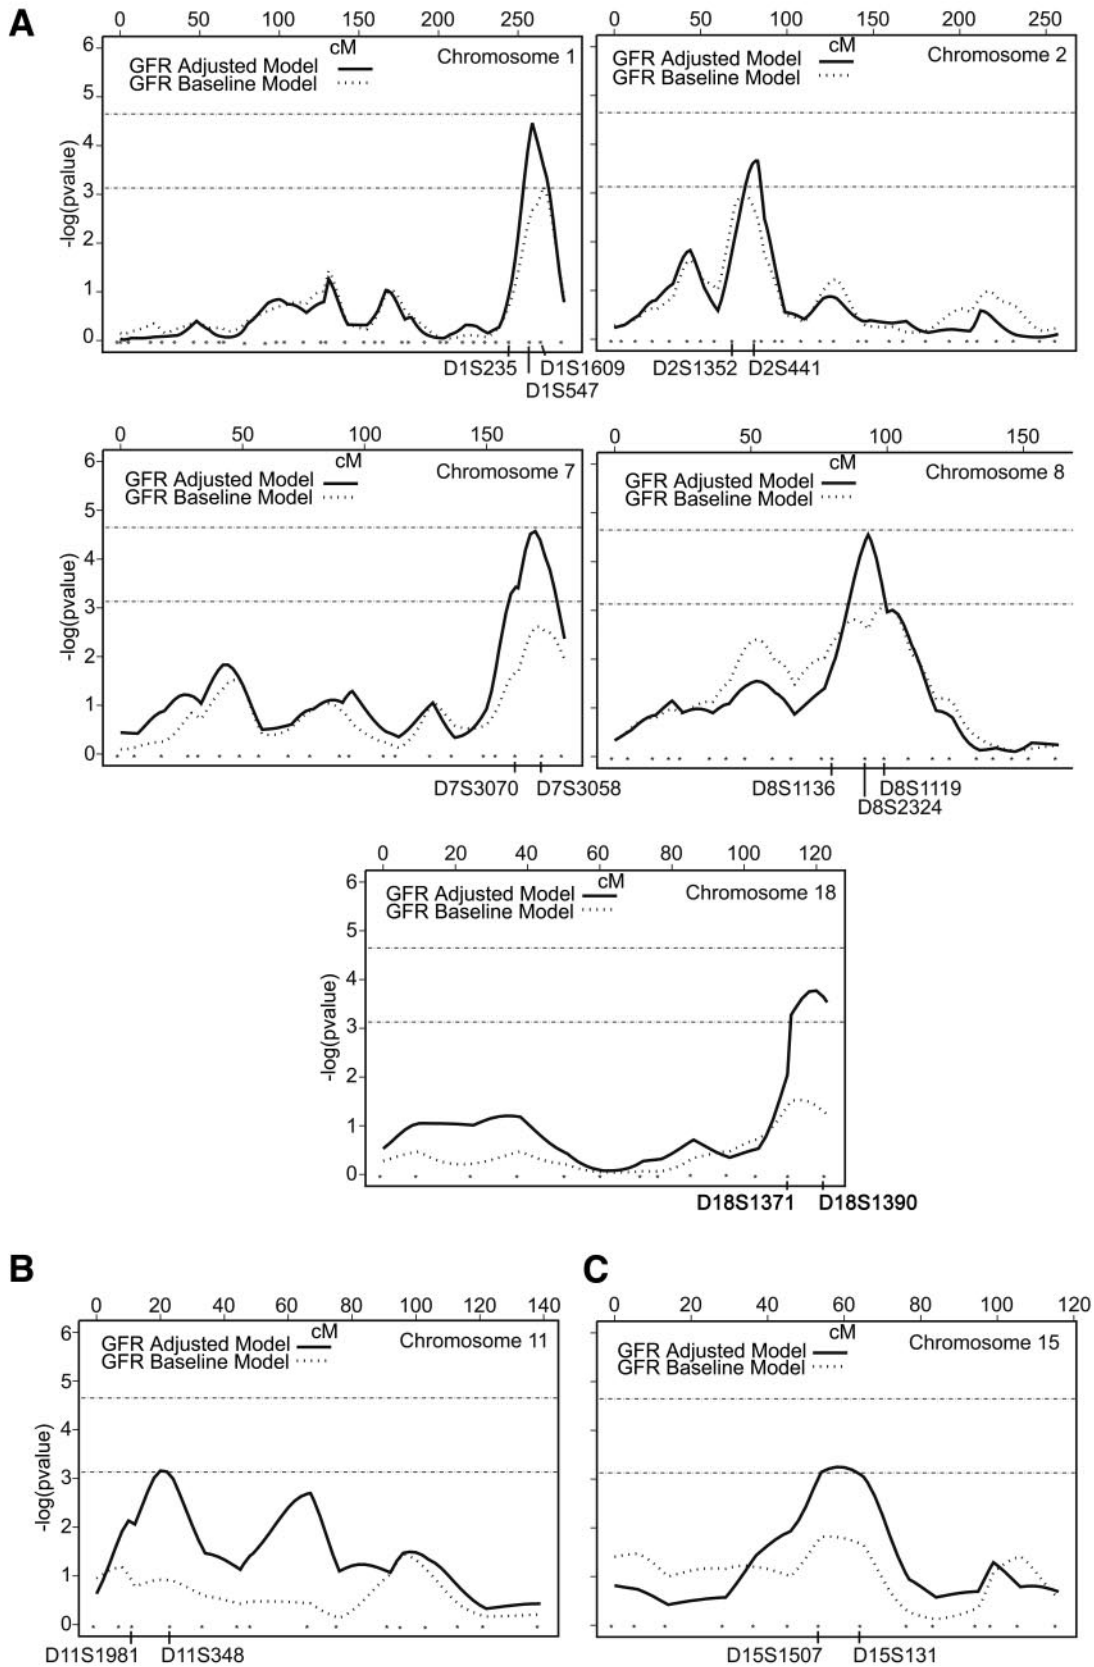 A
0 50 100 150 200 250
cM
Chromosome 1
GFR Adjusted Model
GFR Baseline Model
6
5
4
3
2
1
0
-log(pvalue)
D1S235 D1S1609
D1S547
0 50 100 150 200 250
cM
Chromosome 2
GFR Adjusted Model
GFR Baseline Model
D2S1352 D2S441
0 50 100 150
cM
Chromosome 7
GFR Adjusted Model
GFR Baseline Model
6
5
4
3
2
1
0
-log(pvalue)
D7S3070 D7S3058
0 50 100 150
cM
Chromosome 8
GFR Adjusted Model
GFR Baseline Model
D8S1136 D8S1119
D8S2324
0 20 40 60 80 100 120
cM
Chromosome 18
GFR Adjusted Model
GFR Baseline Model
6
5
4
3
2
1
0
-log(pvalue)
D18S1371 D18S1390
B
0 20 40 60 80 100 120 140
cM
Chromosome 11
GFR Adjusted Model
GFR Baseline Model
6
5
4
3
2
1
0
-log(pvalue)
D11S1981 D11S348
C
0 20 40 60 80 100 120
cM
Chromosome 15
GFR Adjusted Model
GFR Baseline Model
D15S1507 D15S131